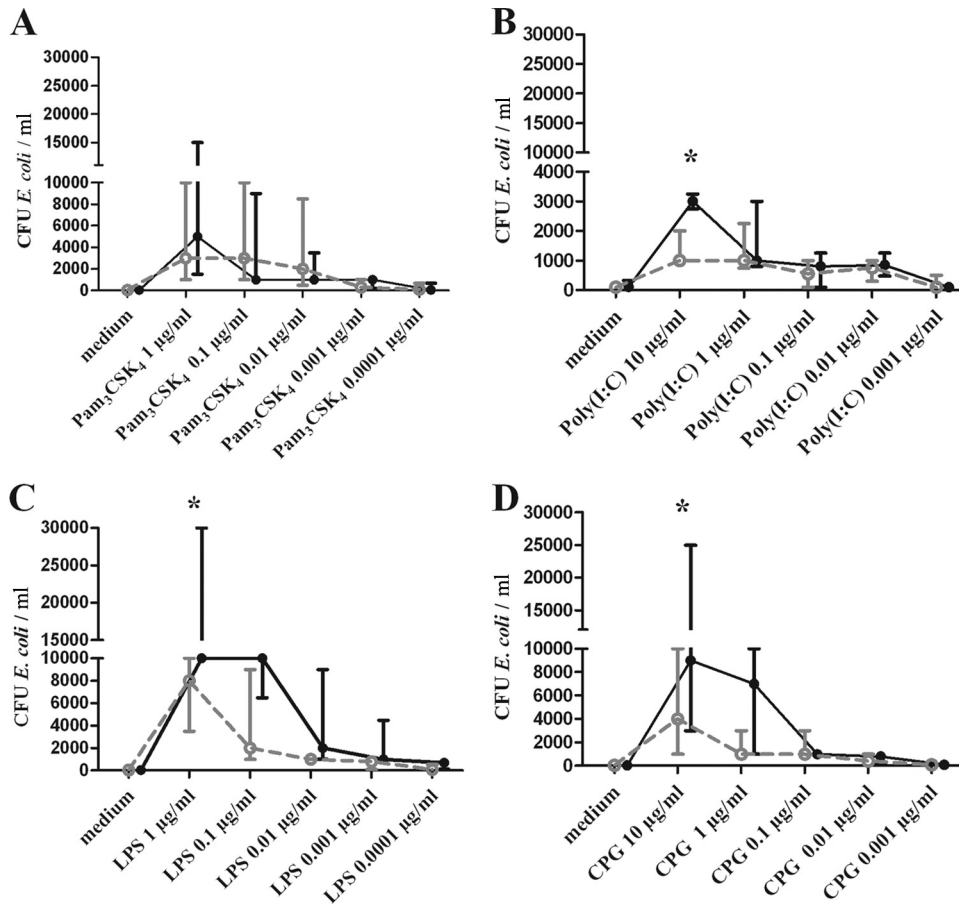 A
CFU E. coli / ml
30000
25000
20000
15000
10000
8000
6000
4000
2000
0
medium
Pam₃CSK₄ 1 µg/ml
Pam₃CSK₄ 0.1 µg/ml
Pam₃CSK₄ 0.01 µg/ml
Pam₃CSK₄ 0.001 µg/ml
Pam₃CSK₄ 0.0001 µg/ml
B
CFU E. coli / ml
30000
25000
20000
15000
10000
4000
3000
2000
1000
0
*
medium
Poly(I:C) 10 µg/ml
Poly(I:C) 1 µg/ml
Poly(I:C) 0.1 µg/ml
Poly(I:C) 0.01 µg/ml
Poly(I:C) 0.001 µg/ml
C
CFU E. coli / ml
30000
25000
20000
15000
10000
8000
6000
4000
2000
0
*
medium
LPS 1 µg/ml
LPS 0.1 µg/ml
LPS 0.01 µg/ml
LPS 0.001 µg/ml
LPS 0.0001 µg/ml
D
CFU E. coli / ml
30000
25000
20000
15000
10000
8000
6000
4000
2000
0
*
medium
CPG 10 µg/ml
CPG 1 µg/ml
CPG 0.1 µg/ml
CPG 0.01 µg/ml
CPG 0.001 µg/ml